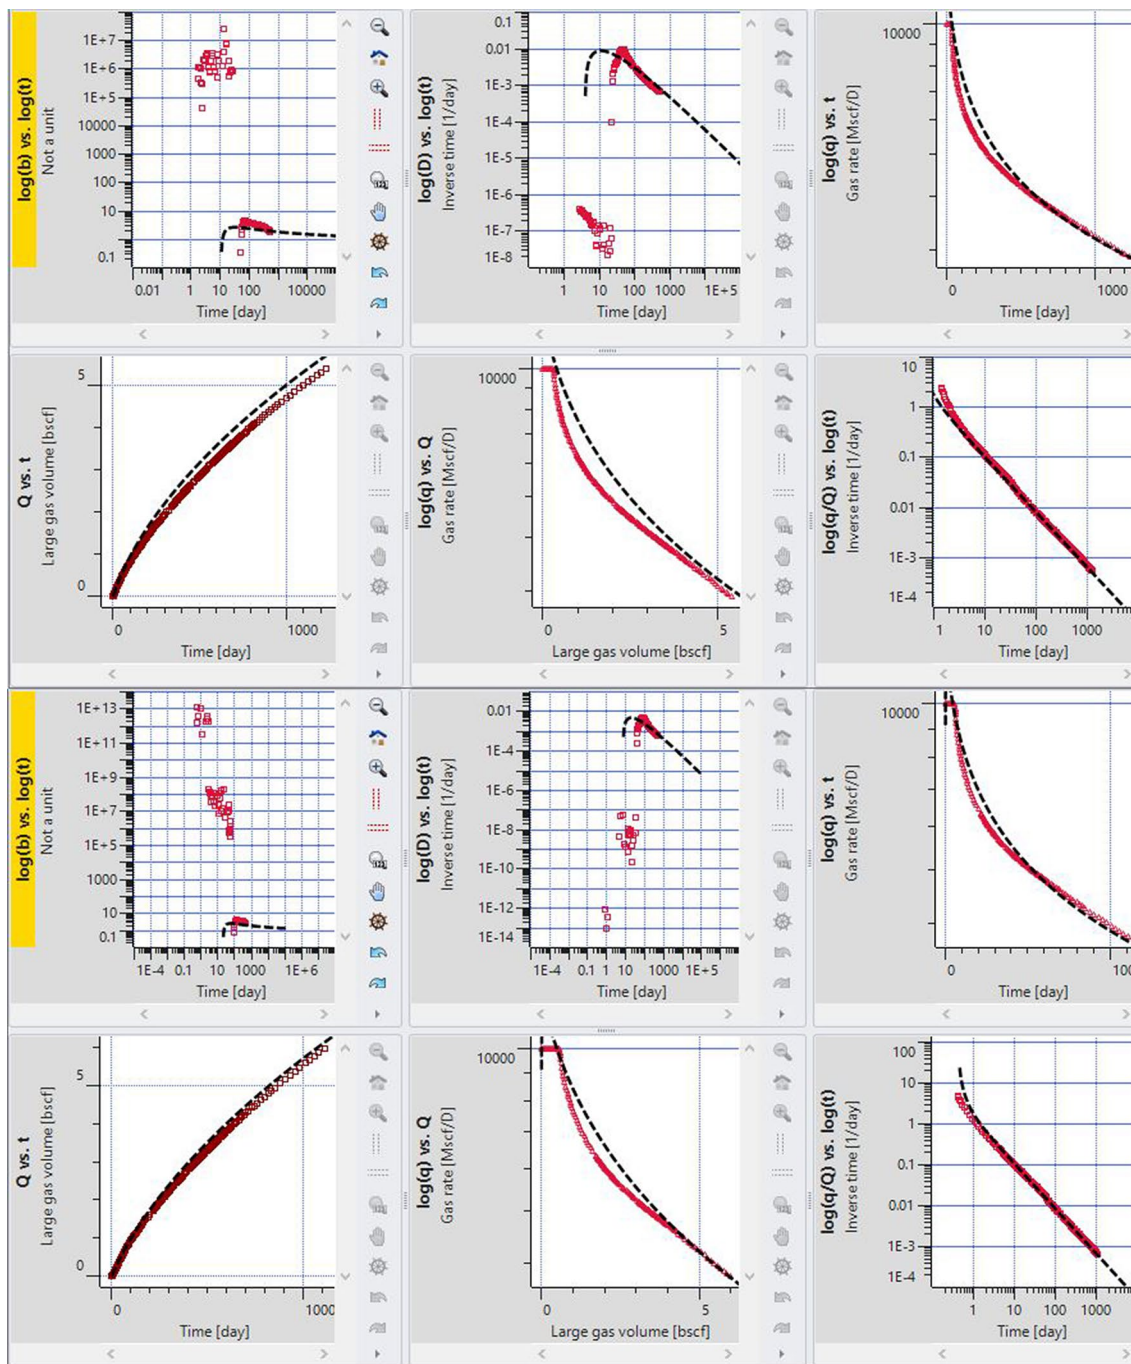 log(b) vs. log(t)
Not a unit
1E+7
1E+6
1E+5
10000
1000
100
10
0.1
0.01 1 10 100 10000
Time [day]
log(D) vs. log(t)
Inverse time [1/day]
0.1
0.01
1E-3
1E-4
1E-5
1E-6
1E-7
1E-8
1 10 100 1000 1E+5
Time [day]
log(q) vs. t
Gas rate [Mscf/D]
10000
0 1000
Time [day]
Q vs. t
Large gas volume [bscf]
5
0
0 1000
Time [day]
log(q) vs. Q
Gas rate [Mscf/D]
10000
0 5
Large gas volume [bscf]
log(q/Q) vs. log(t)
Inverse time [1/day]
10
1
0.1
0.01
1E-3
1E-4
1 10 100 1000
Time [day]
log(b) vs. log(t)
Not a unit
1E+13
1E+11
1E+9
1E+7
1E+5
1000
10
0.1
1E-4 0.1 10 1000 1E+6
Time [day]
log(D) vs. log(t)
Inverse time [1/day]
0.01
1E-4
1E-6
1E-8
1E-10
1E-12
1E-14
1E-4 0.1 10 1000 1E+5
Time [day]
log(q) vs. t
Gas rate [Mscf/D]
10000
0 100
Time [day]
Q vs. t
Large gas volume [bscf]
5
0
0 1000
Time [day]
log(q) vs. Q
Gas rate [Mscf/D]
10000
0 5
Large gas volume [bscf]
log(q/Q) vs. log(t)
Inverse time [1/day]
100
10
1
0.1
0.01
1E-3
1E-4
1 10 100 1000
Time [day]